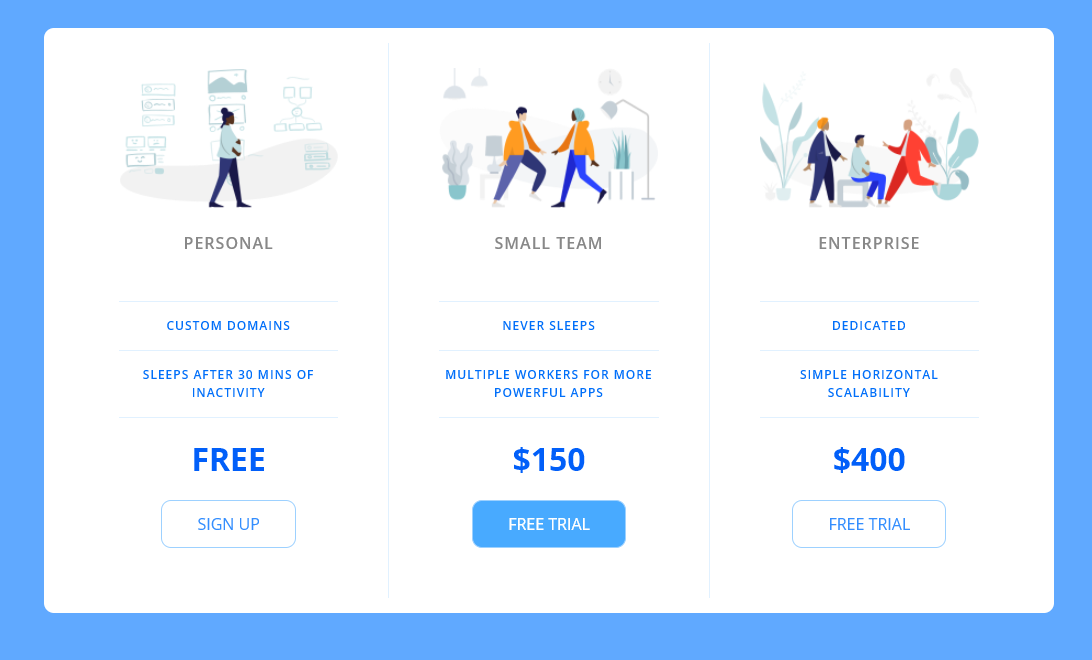 PERSONAL
CUSTOM DOMAINS
SLEEPS AFTER 30 MINS OF
INACTIVITY
FREE
SIGN UP
SMALL TEAM
NEVER SLEEPS
MULTIPLE WORKERS FOR MORE
POWERFUL APPS
$150
FREE TRIAL
ENTERPRISE
DEDICATED
SIMPLE HORIZONTAL
SCALABILITY
$400
FREE TRIAL